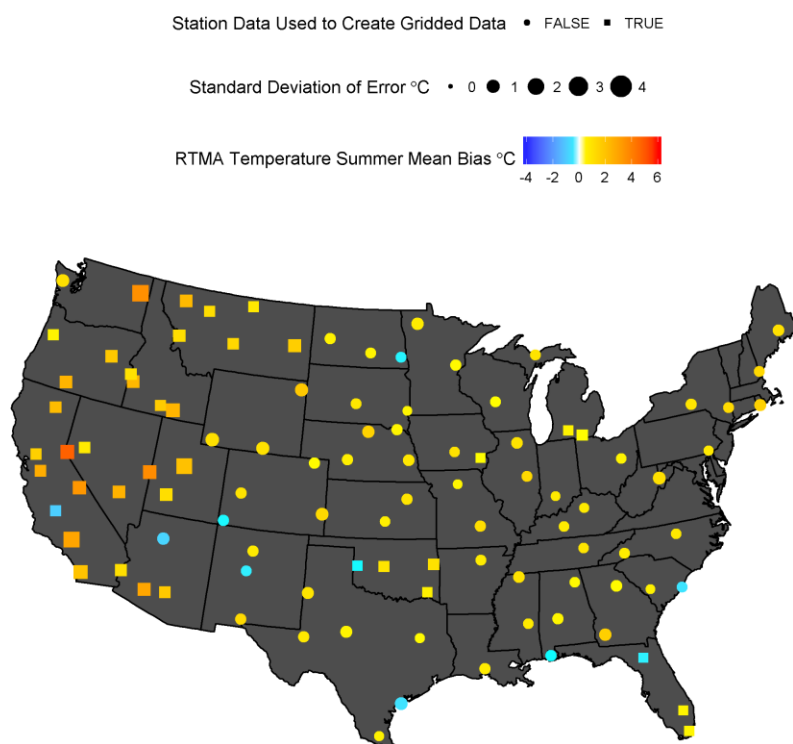 Station Data Used to Create Gridded Data FALSE TRUE
Standard Deviation of Error °C 0 1 2 3 4
RTMA Temperature Summer Mean Bias °C
-4 -2 0 2 4 6